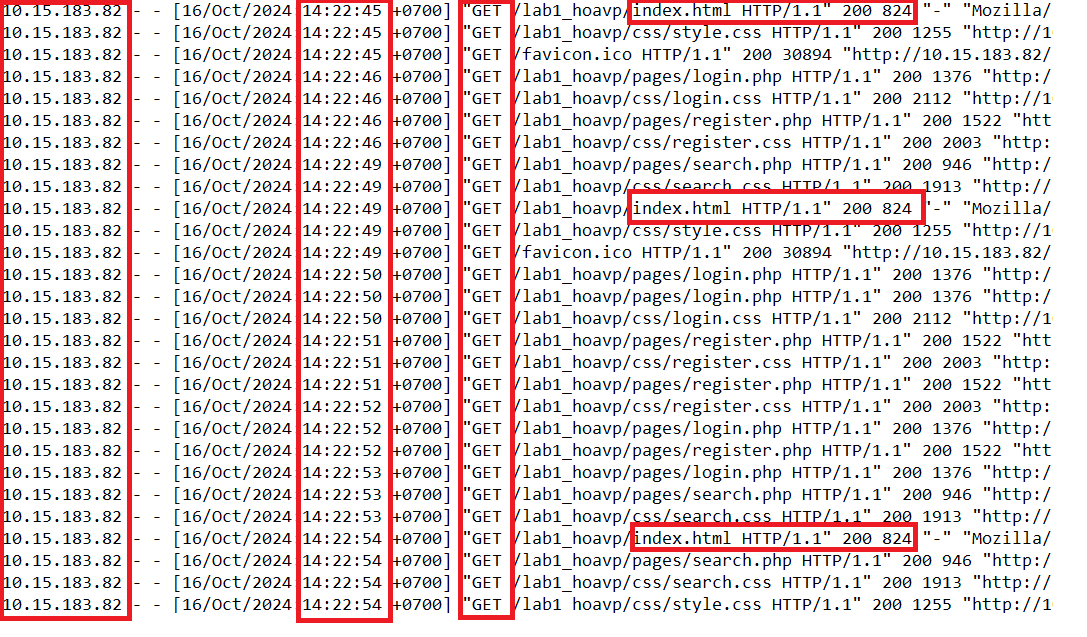 10.15.183.82 - - [16/Oct/2024 14:22:45 +0700] "GET /lab1_hoavp/index.html HTTP/1.1" 200 824 "-" "Mozilla/
10.15.183.82 - - [16/Oct/2024 14:22:45 +0700] "GET /lab1_hoavp/css/style.css HTTP/1.1" 200 1255 "http://10
10.15.183.82 - - [16/Oct/2024 14:22:45 +0700] "GET /favicon.ico HTTP/1.1" 200 30894 "http://10.15.183.82/
10.15.183.82 - - [16/Oct/2024 14:22:46 +0700] "GET /lab1_hoavp/pages/login.php HTTP/1.1" 200 1376 "http:/
10.15.183.82 - - [16/Oct/2024 14:22:46 +0700] "GET /lab1_hoavp/css/login.css HTTP/1.1" 200 2112 "http://10
10.15.183.82 - - [16/Oct/2024 14:22:46 +0700] "GET /lab1_hoavp/pages/register.php HTTP/1.1" 200 1522 "htt
10.15.183.82 - - [16/Oct/2024 14:22:46 +0700] "GET /lab1_hoavp/css/register.css HTTP/1.1" 200 2003 "http:
10.15.183.82 - - [16/Oct/2024 14:22:49 +0700] "GET /lab1_hoavp/pages/search.php HTTP/1.1" 200 946 "http:/
10.15.183.82 - - [16/Oct/2024 14:22:49 +0700] "GET /lab1_hoavp/css/search.css HTTP/1.1" 200 1913 "http://
10.15.183.82 - - [16/Oct/2024 14:22:49 +0700] "GET /lab1_hoavp/index.html HTTP/1.1" 200 824 "-" "Mozilla/
10.15.183.82 - - [16/Oct/2024 14:22:49 +0700] "GET /lab1_hoavp/css/style.css HTTP/1.1" 200 1255 "http://10
10.15.183.82 - - [16/Oct/2024 14:22:49 +0700] "GET /favicon.ico HTTP/1.1" 200 30894 "http://10.15.183.82/
10.15.183.82 - - [16/Oct/2024 14:22:50 +0700] "GET /lab1_hoavp/pages/login.php HTTP/1.1" 200 1376 "http:/
10.15.183.82 - - [16/Oct/2024 14:22:50 +0700] "GET /lab1_hoavp/pages/login.php HTTP/1.1" 200 1376 "http:/
10.15.183.82 - - [16/Oct/2024 14:22:50 +0700] "GET /lab1_hoavp/css/login.css HTTP/1.1" 200 2112 "http://10
10.15.183.82 - - [16/Oct/2024 14:22:51 +0700] "GET /lab1_hoavp/pages/register.php HTTP/1.1" 200 1522 "htt
10.15.183.82 - - [16/Oct/2024 14:22:51 +0700] "GET /lab1_hoavp/css/register.css HTTP/1.1" 200 2003 "http:
10.15.183.82 - - [16/Oct/2024 14:22:51 +0700] "GET /lab1_hoavp/pages/register.php HTTP/1.1" 200 1522 "htt
10.15.183.82 - - [16/Oct/2024 14:22:52 +0700] "GET /lab1_hoavp/css/register.css HTTP/1.1" 200 2003 "http:
10.15.183.82 - - [16/Oct/2024 14:22:52 +0700] "GET /lab1_hoavp/pages/login.php HTTP/1.1" 200 1376 "http:/
10.15.183.82 - - [16/Oct/2024 14:22:52 +0700] "GET /lab1_hoavp/pages/register.php HTTP/1.1" 200 1522 "htt
10.15.183.82 - - [16/Oct/2024 14:22:53 +0700] "GET /lab1_hoavp/pages/login.php HTTP/1.1" 200 1376 "http:/
10.15.183.82 - - [16/Oct/2024 14:22:53 +0700] "GET /lab1_hoavp/pages/search.php HTTP/1.1" 200 946 "http:/
10.15.183.82 - - [16/Oct/2024 14:22:53 +0700] "GET /lab1_hoavp/css/search.css HTTP/1.1" 200 1913 "http://
10.15.183.82 - - [16/Oct/2024 14:22:54 +0700] "GET /lab1_hoavp/index.html HTTP/1.1" 200 824 "-" "Mozilla/
10.15.183.82 - - [16/Oct/2024 14:22:54 +0700] "GET /lab1_hoavp/pages/search.php HTTP/1.1" 200 946 "http:/
10.15.183.82 - - [16/Oct/2024 14:22:54 +0700] "GET /lab1_hoavp/css/search.css HTTP/1.1" 200 1913 "http://
10.15.183.82 - - [16/Oct/2024 14:22:54 +0700] "GET /lab1_hoavp/css/style.css HTTP/1.1" 200 1255 "http://10